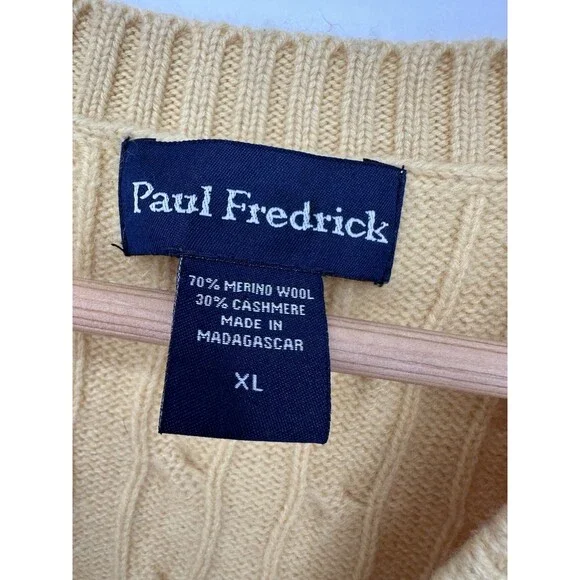 Paul Fredrick
70% MERINO WOOL
30% CASHMERE
MADE IN
MADAGASCAR
XL